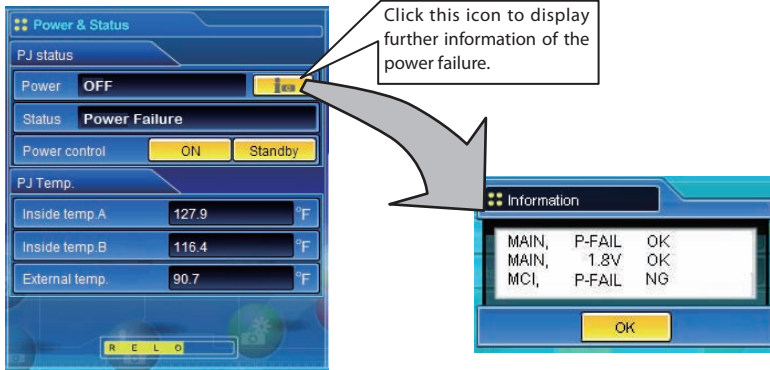 Power & Status
PJ status
Power OFF
Status Power Failure
Power control ON Standby
PJ Temp.
Inside temp.A 127.9 °F
Inside temp.B 116.4 °F
External temp. 90.7 °F
R E L O
Click this icon to display
further information of the
power failure.
Information
MAIN, P-FAIL OK
MAIN, 1.8V OK
MCI, P-FAIL NG
OK